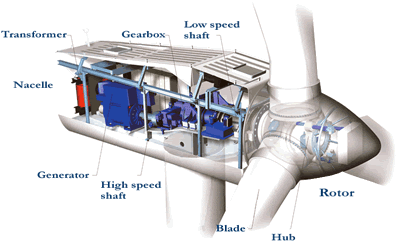 Low speed
shaft
Transformer
Gearbox
Nacelle
Generator
High speed
shaft
Rotor
Blade
Hub